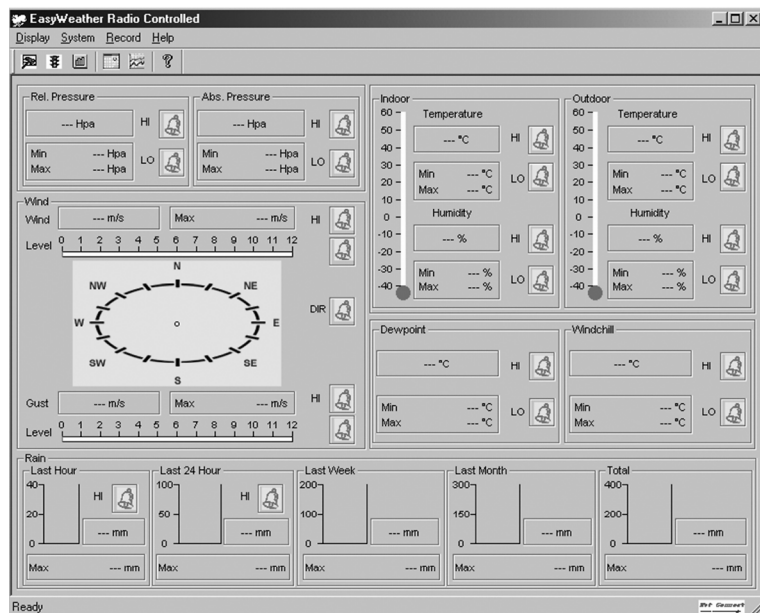 EasyWeather Radio Controlled
Display System Record Help
Rel. Pressure
--- Hpa
HI
Min --- Hpa
Max --- Hpa
LO
Abs. Pressure
--- Hpa
HI
Min --- Hpa
Max --- Hpa
LO
Wind
Wind --- m/s Max --- m/s HI
Level 0 1 2 3 4 5 6 7 8 9 10 11 12
N
NW NE
W E
SW SE
S
DIR
Gust --- m/s Max --- m/s HI
Level 0 1 2 3 4 5 6 7 8 9 10 11 12
Indoor
60
50
40
30
20
10
0
-10
-20
-30
-40
Temperature
--- °C
HI
Min --- °C
Max --- °C
LO
Humidity
--- %
HI
Min --- %
Max --- %
LO
Outdoor
60
50
40
30
20
10
0
-10
-20
-30
-40
Temperature
--- °C
HI
Min --- °C
Max --- °C
LO
Humidity
--- %
HI
Min --- %
Max --- %
LO
Dewpoint
--- °C
HI
Min --- °C
Max --- °C
LO
Windchill
--- °C
HI
Min --- °C
Max --- °C
LO
Rain
Last Hour
40
20
0
HI
--- mm
Max --- mm
Last 24 Hour
100
50
0
HI
--- mm
Max --- mm
Last Week
200
100
0
--- mm
Max --- mm
Last Month
300
150
0
--- mm
Max --- mm
Total
400
200
0
--- mm
Max --- mm
Ready